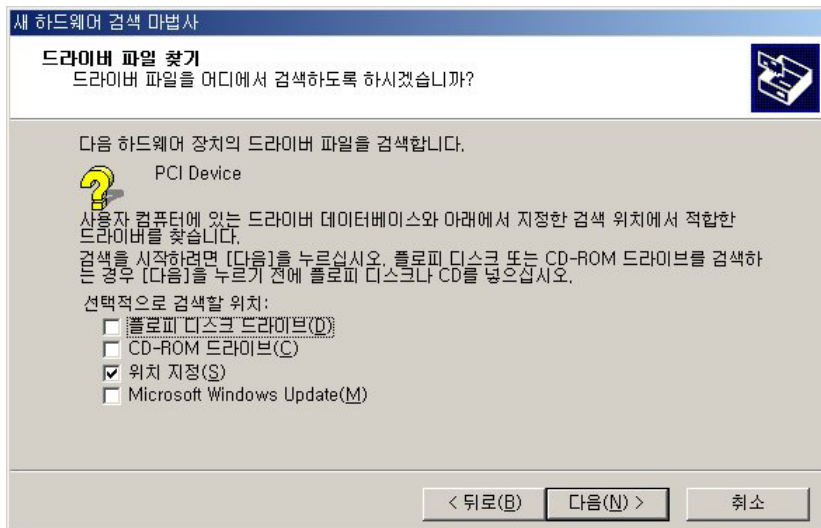 새 하드웨어 검색 마법사
드라이버 파일 찾기
드라이버 파일을 어디에서 검색하도록 하시겠습니까?
다음 하드웨어 장치의 드라이버 파일을 검색합니다.
PCI Device
사용자 컴퓨터에 있는 드라이버 데이터베이스와 아래에서 지정한 검색 위치에서 적합한
드라이버를 찾습니다.
검색을 시작하려면 [다음]을 누르십시오. 플로피 디스크 또는 CD-ROM 드라이브를 검색하
는 경우 [다음]을 누르기 전에 플로피 디스크나 CD를 넣으십시오.
선택적으로 검색할 위치:
플로피 디스크 드라이브(D)
CD-ROM 드라이브(C)
위치 지정(S)
Microsoft Windows Update(M)
< 뒤로(B) 다음(N) > 취소